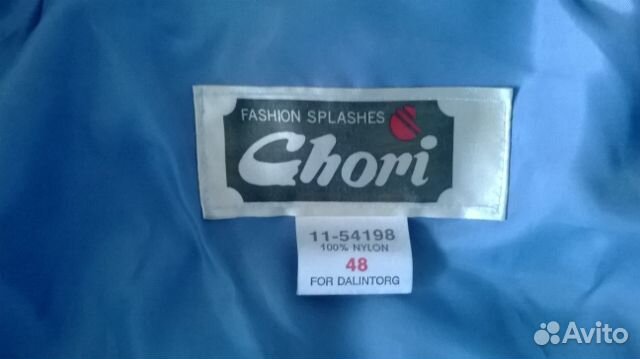 FASHION SPLASHES
Chori
11-54198
100% NYLON
48
FOR DALINTORG
Avito